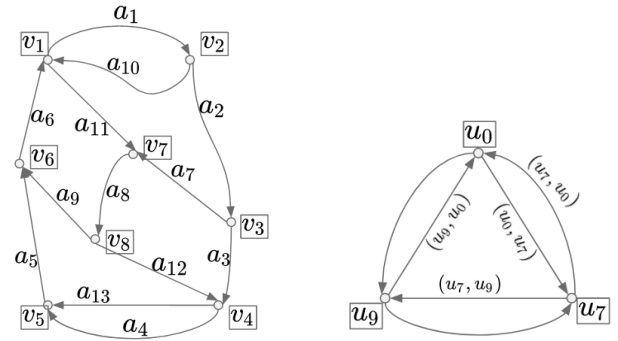 a₁
v₁
v₂
a₁₀
a₂
a₆
a₁₁
v₇
v₆
a₇
a₉
a₈
v₃
v₈
a₃
a₅
a₁₂
a₁₃
v₅
v₄
a₄
u₀
(u₇, u₀)
(u₉, u₀)
(u₀, u₇)
(u₇, u₉)
u₉
u₇